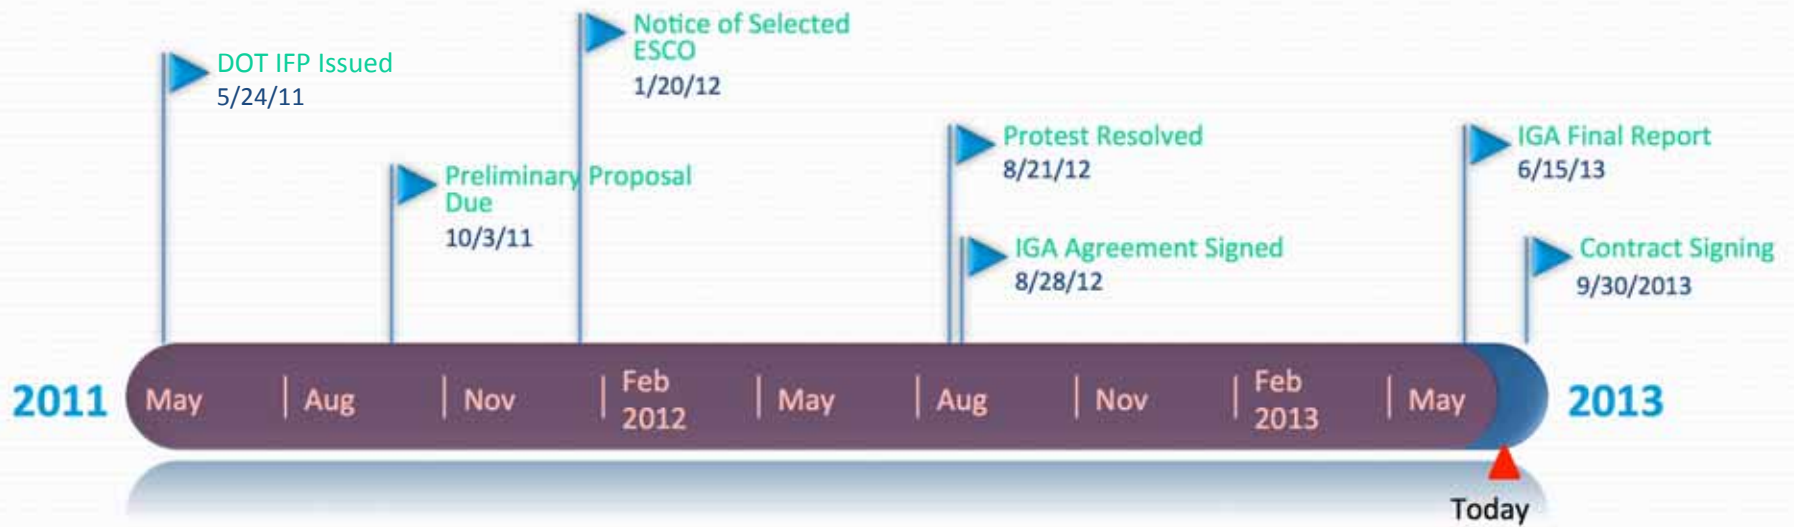 DOT IFP Issued
5/24/11
Preliminary Proposal
Due
10/3/11
Notice of Selected
ESCO
1/20/12
Protest Resolved
8/21/12
IGA Agreement Signed
8/28/12
IGA Final Report
6/15/13
Contract Signing
9/30/2013
2011
May
Aug
Nov
Feb
2012
May
Aug
Nov
Feb
2013
May
2013
Today